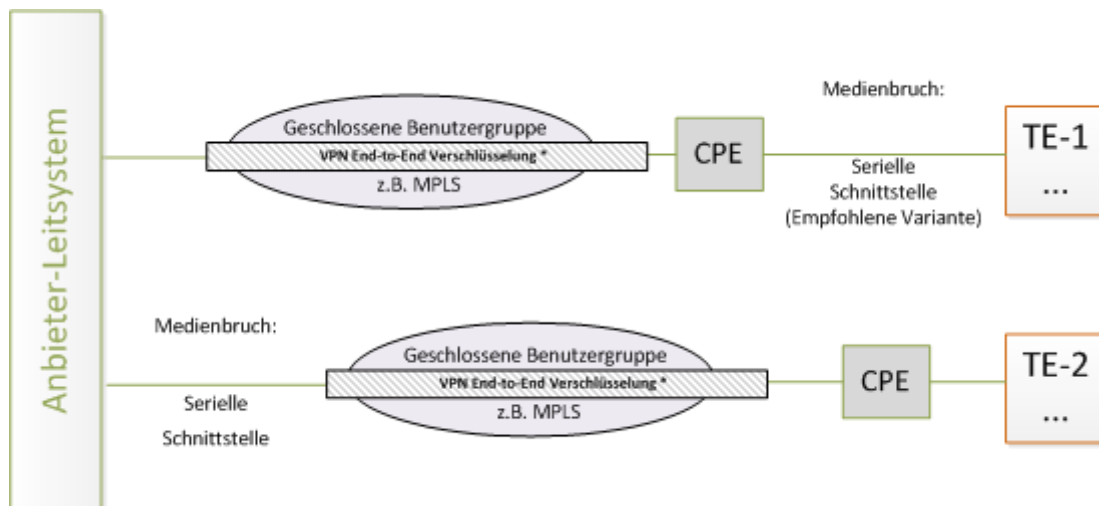 Anbieter-Leitsystem
Geschlossene Benutzergruppe
VPN End-to-End Verschlüsselung *
z.B. MPLS
CPE
Medienbruch:
Serielle
Schnittstelle
(Empfohlene Variante)
TE-1
...
Medienbruch:
Serielle
Schnittstelle
Geschlossene Benutzergruppe
VPN End-to-End Verschlüsselung *
z.B. MPLS
CPE
TE-2
...